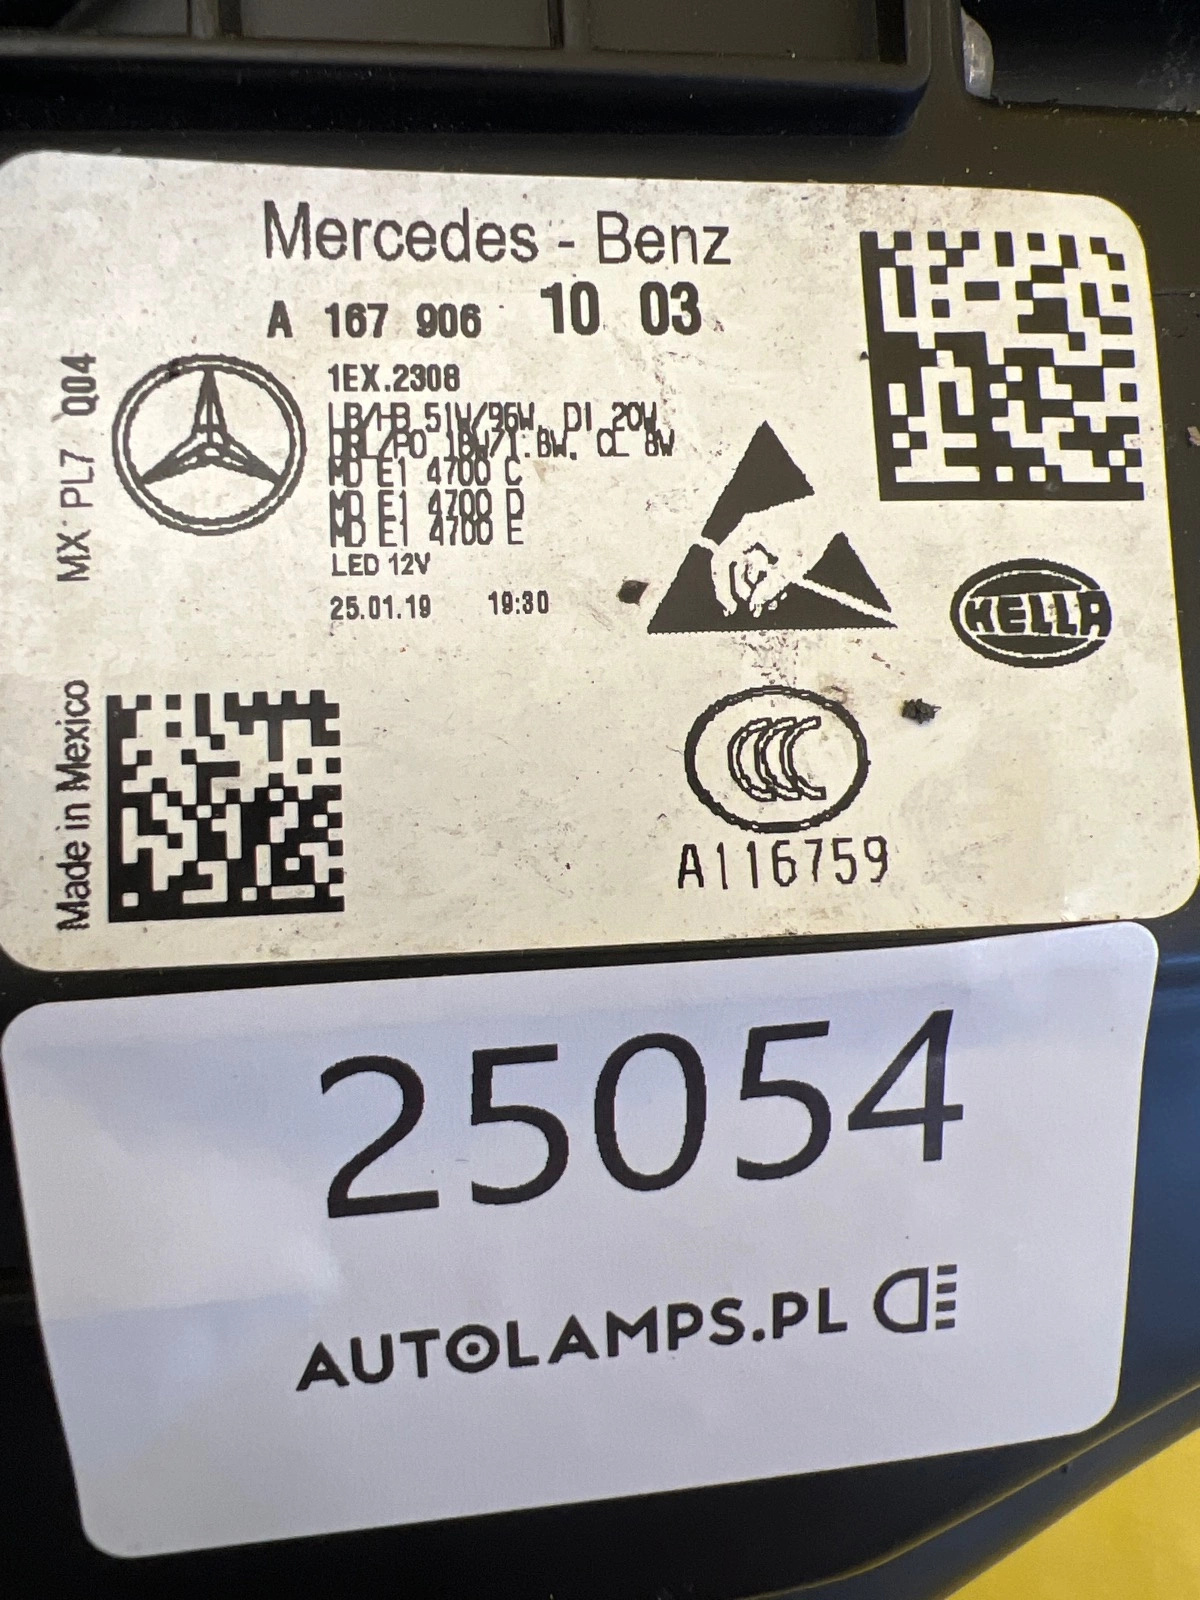 Mercedes - Benz
A 167 906 10 03
1EX.2308
LB/HB 51W/96W, DI 20W
DRL/PO 18W/1.8W, CL 8W
MD E1 4700 C
MD E1 4700 D
MD E1 4700 E
LED 12V
25.01.19 19:30
MX PL7 Q04
Made in Mexico
HELLA
CCC
A116759
25054
AUTOLAMPS.PL